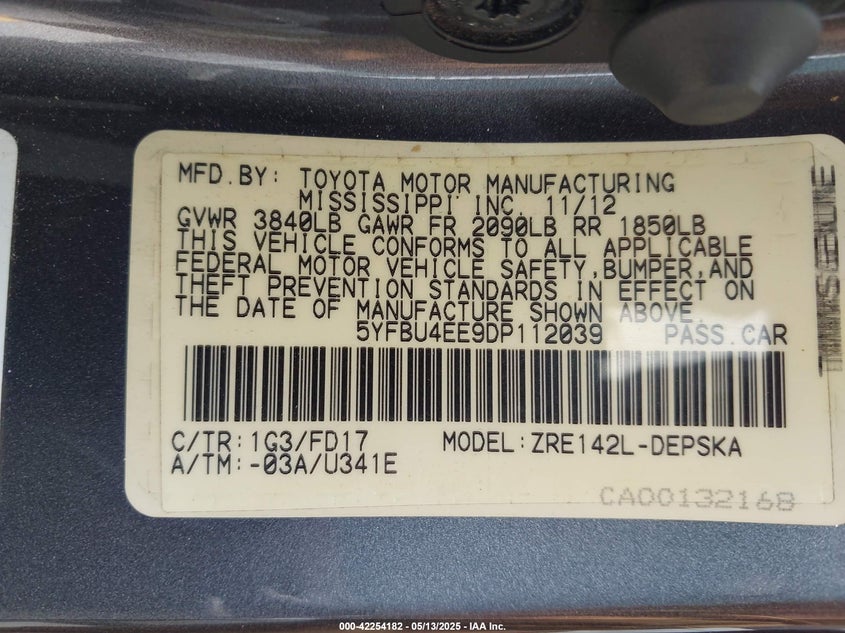 MFD.BY: TOYOTA MOTOR MANUFACTURING
MISSISSIPPI INC. 11/12
GVWR 3840LB GAWR FR 2090LB RR 1850LB
THIS VEHICLE CONFORMS TO ALL APPLICABLE
FEDERAL MOTOR VEHICLE SAFETY,BUMPER,AND
THEFT PREVENTION STANDARDS IN EFFECT ON
THE DATE OF MANUFACTURE SHOWN ABOVE.
5YFBU4EE9DP112039 PASS.CAR
C/TR:1G3/FD17 MODEL:ZRE142L-DEPSKA
A/TM:-03A/U341E
CA00132168
000-42254182 - 05/13/2025 - IAA Inc.